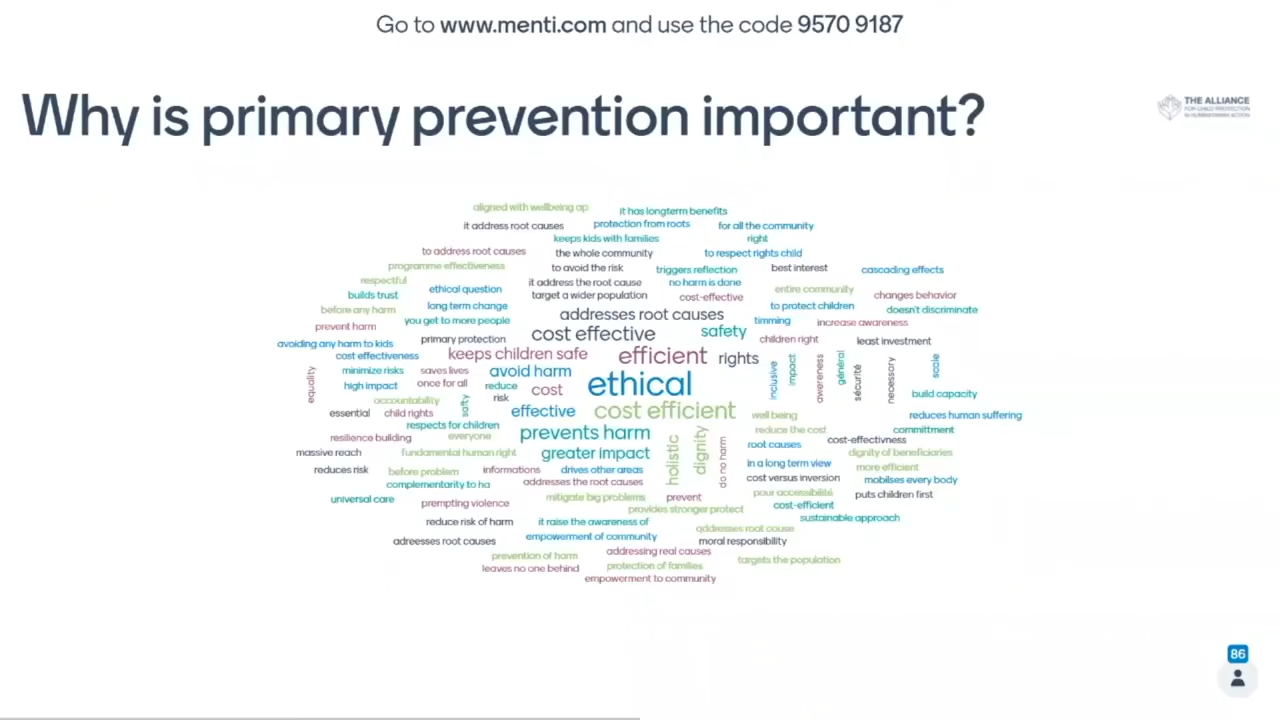 Go to www.menti.com and use the code 9570 9187
Why is primary prevention important?
THE ALLIANCE
FOR CHILD PROTECTION
IN HUMANITARIAN ACTION
aligned with wellbeing ap
it has longterm benefits
it address root causes
protection from roots
for all the community
keeps kids with families
right
to address root causes
the whole community
to respect rights child
programme effectiveness
to avoid the risk
triggers reflection
best interest
cascading effects
respectful
ethical question
it address the root cause
no harm is done
builds trust
target a wider population
cost-effective
entire community
changes behavior
before any harm
long term change
addresses root causes
to protect children
doesn't discriminate
prevent harm
you get to more people
cost effective
safety
timming
increase awareness
avoiding any harm to kids
primary protection
children right
least investment
cost effectiveness
keeps children safe
efficient
rights
minimize risks
saves lives
avoid harm
equality
high impact
once for all
reduce
cost
ethical
inclusive
impact
awareness
général
sécurité
necessary
scale
accountability
safty
risk
build capacity
essential
child rights
effective
cost efficient
well being
reduces human suffering
respects for children
prevents harm
reduce the cost
committment
resilience building
everyone
root causes
cost-effectivness
massive reach
fundamental human right
greater impact
holistic
dignity
do no harm
dignity of beneficiaries
reduces risk
before problem
informations
drives other areas
in a long term view
more efficient
complementarity to ha
addresses the root causes
cost versus inversion
mobilses every body
universal care
prempting violence
mitigate big problems
prevent
pour accessibilité
puts children first
provides stronger protect
cost-efficient
reduce risk of harm
it raise the awareness of
sustainable approach
addresses root cause
adreesses root causes
empowerment of community
moral responsibility
prevention of harm
addressing real causes
targets the population
leaves no one behind
protection of families
empowerment to community
86